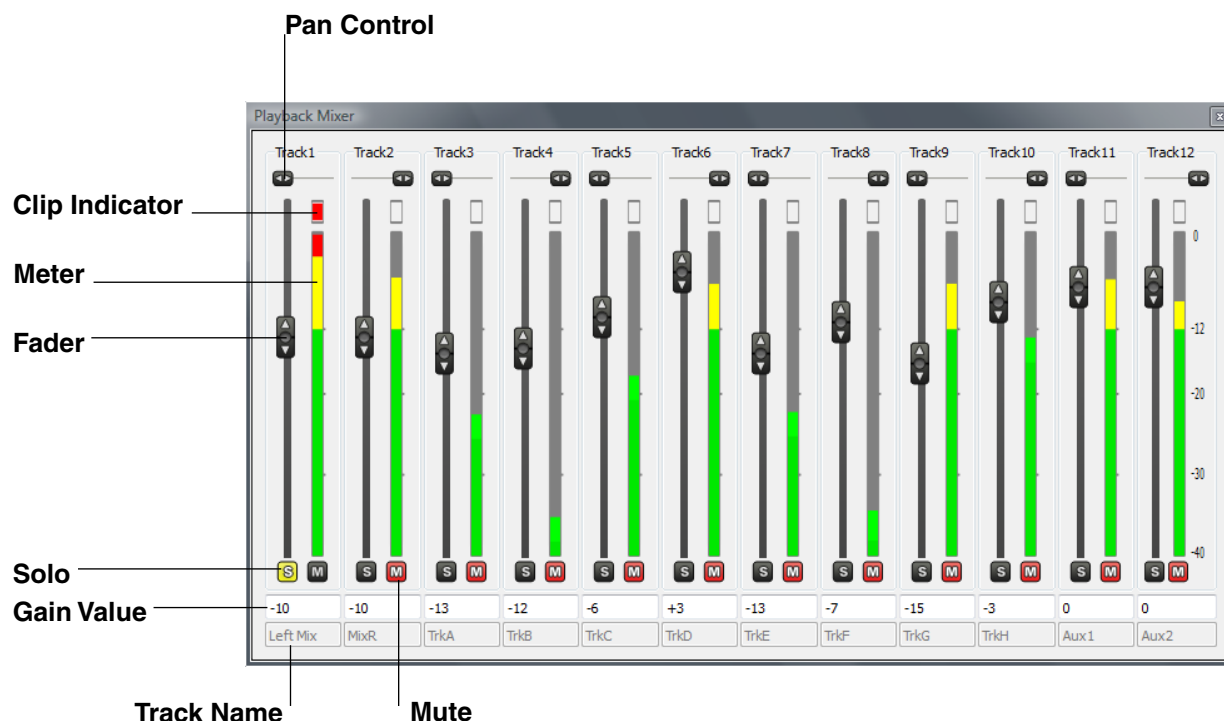 Pan Control
Playback Mixer
Track1 Track2 Track3 Track4 Track5 Track6 Track7 Track8 Track9 Track10 Track11 Track12
Clip Indicator
0
Meter
-12
Fader
-20
-30
-40
Solo
S M S M S M S M S M S M S M S M S M S M S M S M
Gain Value
-10 -10 -13 -12 -6 +3 -13 -7 -15 -3 0 0
Left Mix MixR TrkA TrkB TrkC TrkD TrkE TrkF TrkG TrkH Aux1 Aux2
Track Name
Mute